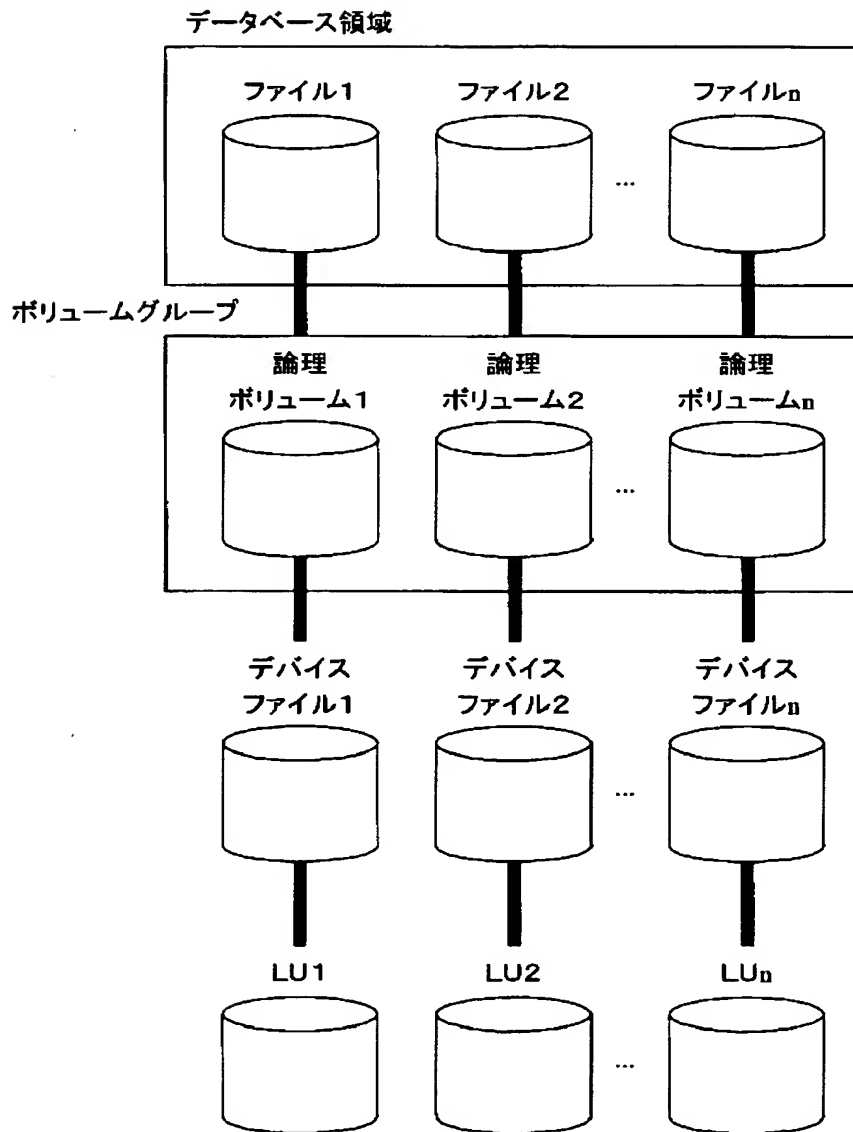 データベース領域
ファイル1 ファイル2 ファイルn
...
ボリュームグループ
論理 論理 論理
ボリューム1 ボリューム2 ボリュームn
...
デバイス デバイス デバイス
ファイル1 ファイル2 ファイルn
...
LU1 LU2 LUn
...